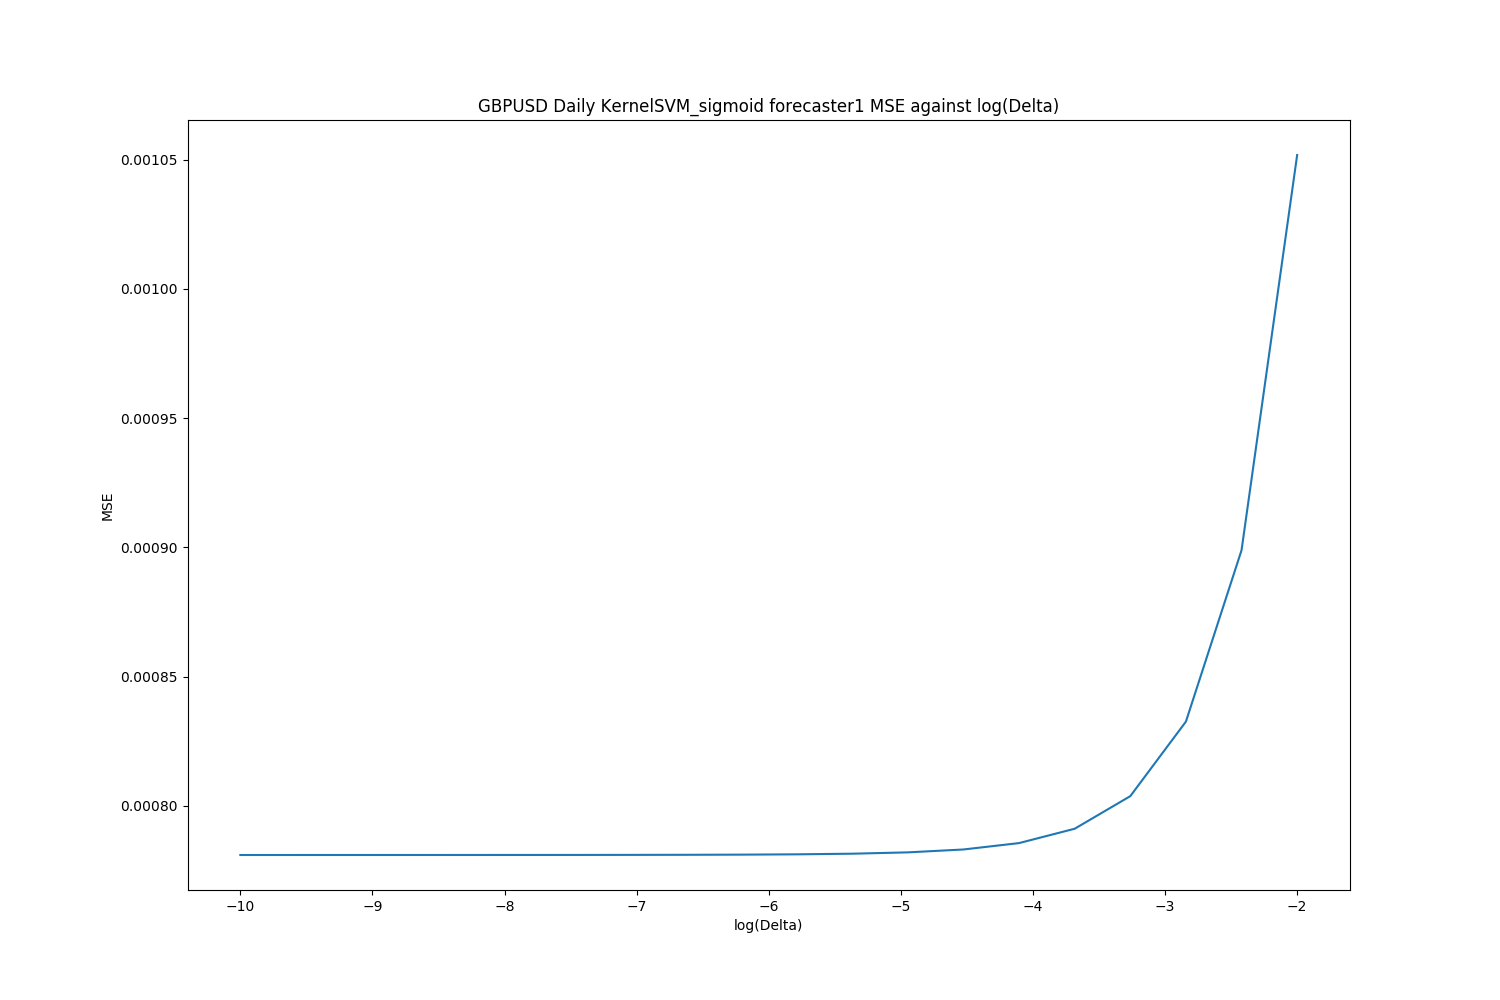 GBPUSD Daily KernelSVM_sigmoid forecaster1 MSE against log(Delta)
0.00105
0.00100
0.00095
0.00090
0.00085
0.00080
MSE
−10 −9 −8 −7 −6 −5 −4 −3 −2
log(Delta)